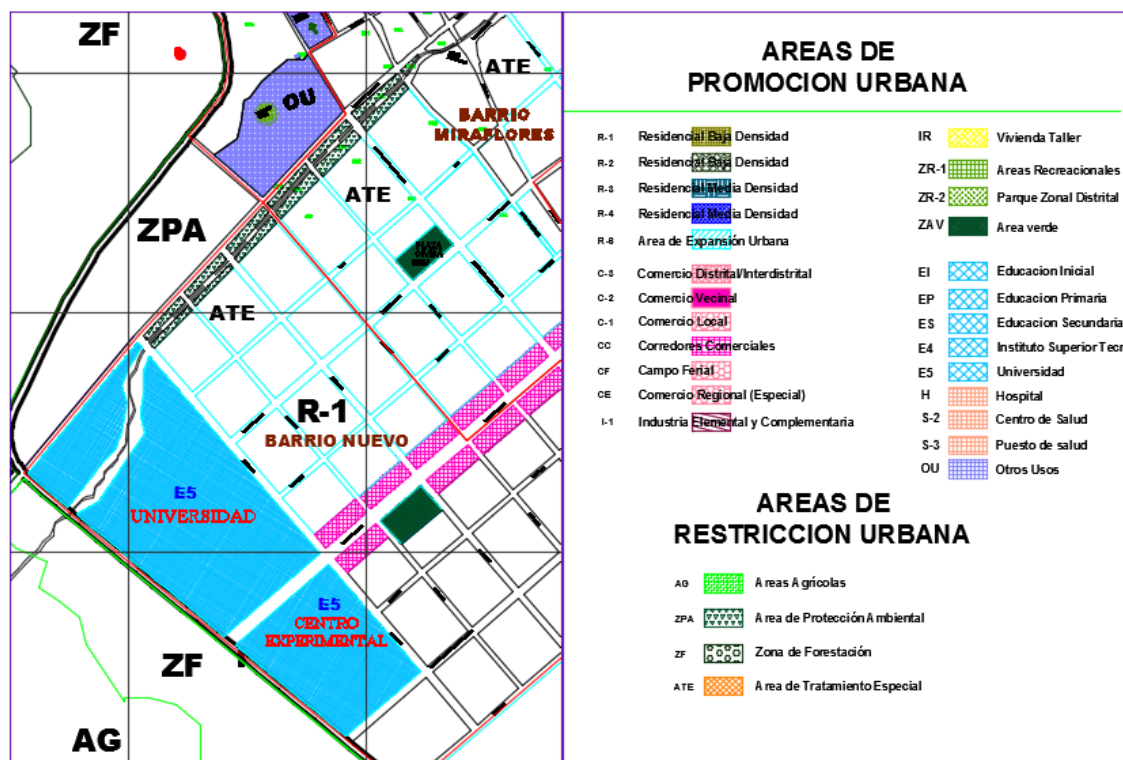 ZF
ATE
OU
BARRIO
MIRAFLORES
ATE
ZPA
PLAZA
ATE
R-1
BARRIO NUEVO
E5
UNIVERSIDAD
E5
CENTRO
EXPERIMENTAL
ZF
AG
AREAS DE
PROMOCION URBANA
R-1 Residencial Baja Densidad
R-2 Residencial Baja Densidad
R-3 Residencial Media Densidad
R-4 Residencial Media Densidad
R-6 Area de Expansión Urbana
C-3 Comercio Distrital/Interdistrital
C-2 Comercio Vecinal
C-1 Comercio Local
CC Corredores Comerciales
CF Campo Ferial
CE Comercio Regional (Especial)
I-1 Industria Elemental y Complementaria
IR Vivienda Taller
ZR-1 Areas Recreacionales
ZR-2 Parque Zonal Distrital
ZAV Area verde
EI Educacion Inicial
EP Educacion Primaria
ES Educacion Secundaria
E4 Instituto Superior Tecn
E5 Universidad
H Hospital
S-2 Centro de Salud
S-3 Puesto de salud
OU Otros Usos
AREAS DE
RESTRICCION URBANA
AG Areas Agrícolas
ZPA Area de Protección Ambiental
ZF Zona de Forestación
ATE Area de Tratamiento Especial